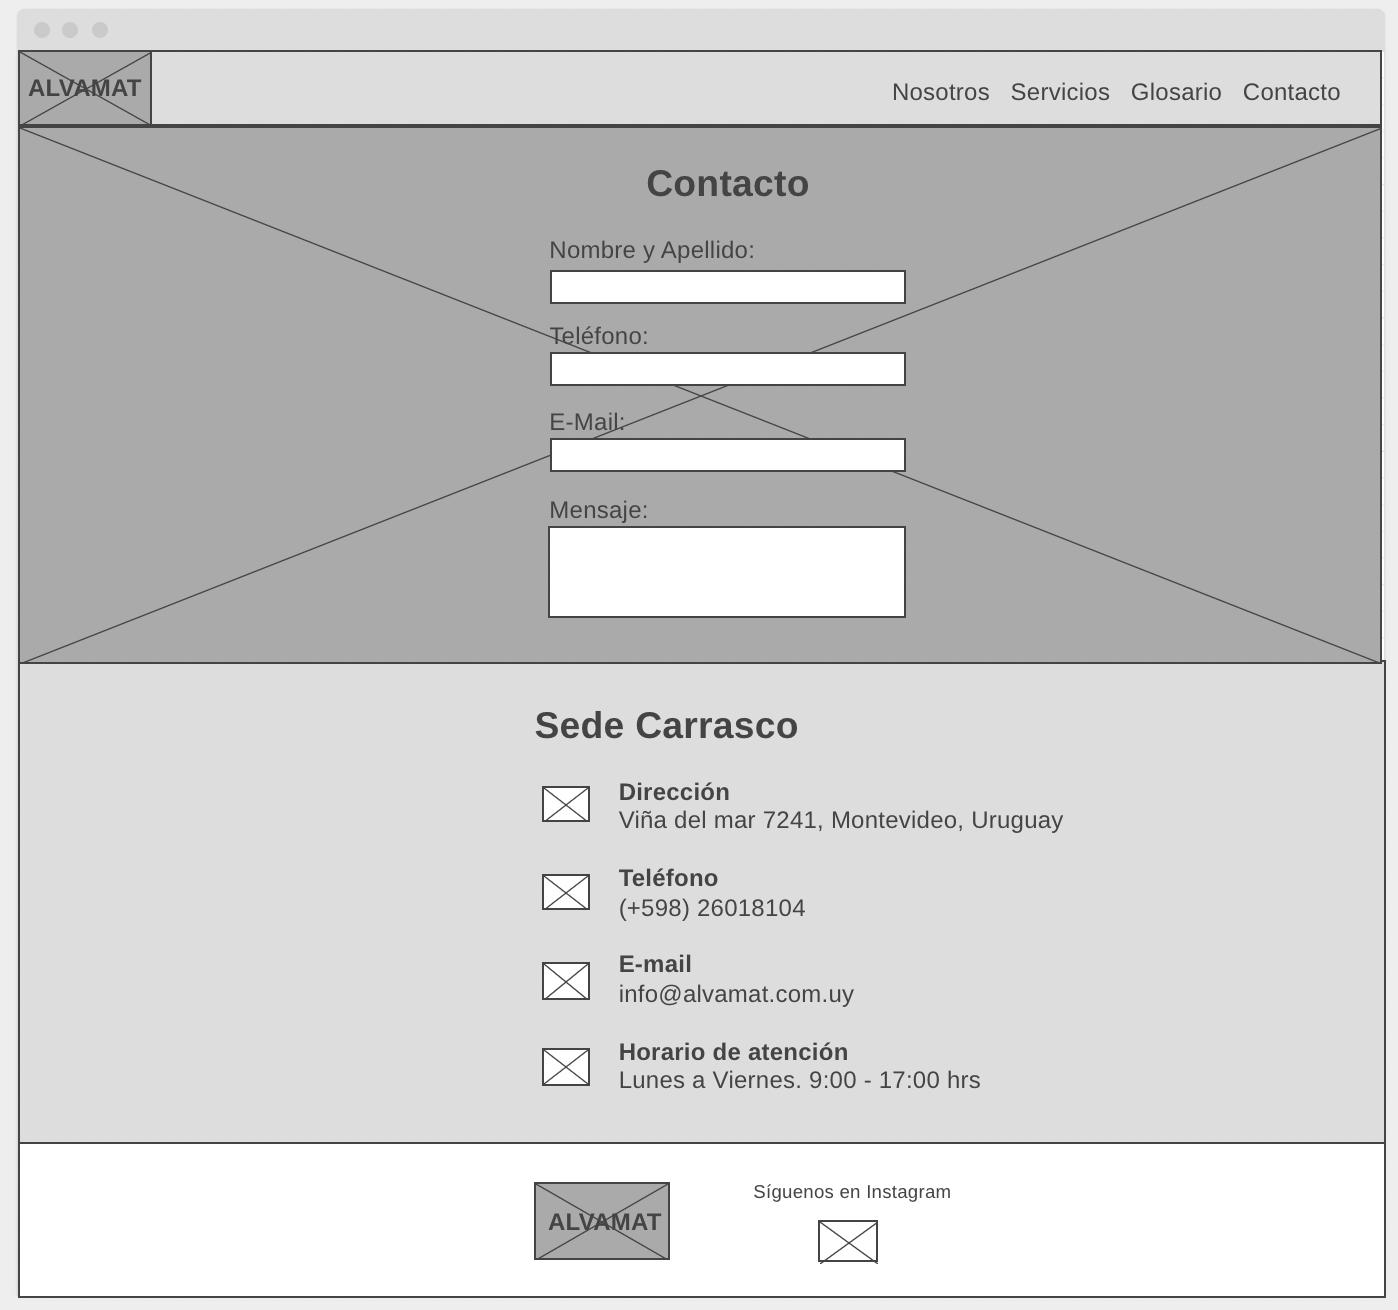 ALVAMAT
Nosotros Servicios Glosario Contacto
Contacto
Nombre y Apellido:
Teléfono:
E-Mail:
Mensaje:
Sede Carrasco
Dirección
Viña del mar 7241, Montevideo, Uruguay
Teléfono
(+598) 26018104
E-mail
info@alvamat.com.uy
Horario de atención
Lunes a Viernes. 9:00 - 17:00 hrs
ALVAMAT
Síguenos en Instagram